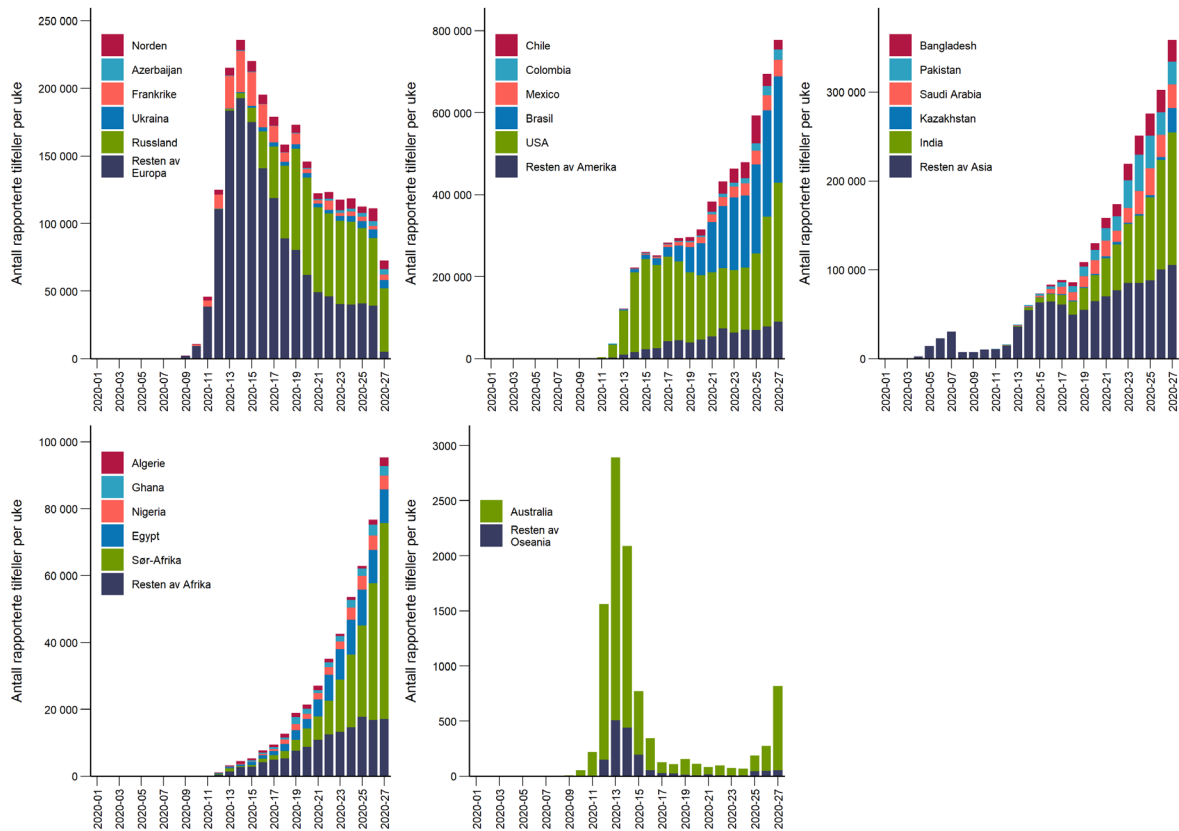 Antall rapporterte tilfeller per uke
250 000
200 000
150 000
100 000
50 000
0
Norden
Azerbaijan
Frankrike
Ukraina
Russland
Resten av
Europa
2020-01
2020-03
2020-05
2020-07
2020-09
2020-11
2020-13
2020-15
2020-17
2020-19
2020-21
2020-23
2020-25
2020-27
Antall rapporterte tilfeller per uke
800 000
600 000
400 000
200 000
0
Chile
Colombia
Mexico
Brasil
USA
Resten av Amerika
2020-01
2020-03
2020-05
2020-07
2020-09
2020-11
2020-13
2020-15
2020-17
2020-19
2020-21
2020-23
2020-25
2020-27
Antall rapporterte tilfeller per uke
300 000
200 000
100 000
0
Bangladesh
Pakistan
Saudi Arabia
Kazakhstan
India
Resten av Asia
2020-01
2020-03
2020-05
2020-07
2020-09
2020-11
2020-13
2020-15
2020-17
2020-19
2020-21
2020-23
2020-25
2020-27
Antall rapporterte tilfeller per uke
100 000
80 000
60 000
40 000
20 000
0
Algerie
Ghana
Nigeria
Egypt
Sør-Afrika
Resten av Afrika
2020-01
2020-03
2020-05
2020-07
2020-09
2020-11
2020-13
2020-15
2020-17
2020-19
2020-21
2020-23
2020-25
2020-27
Antall rapporterte tilfeller per uke
3000
2500
2000
1500
1000
500
0
Australia
Resten av
Oseania
2020-01
2020-03
2020-05
2020-07
2020-09
2020-11
2020-13
2020-15
2020-17
2020-19
2020-21
2020-23
2020-25
2020-27